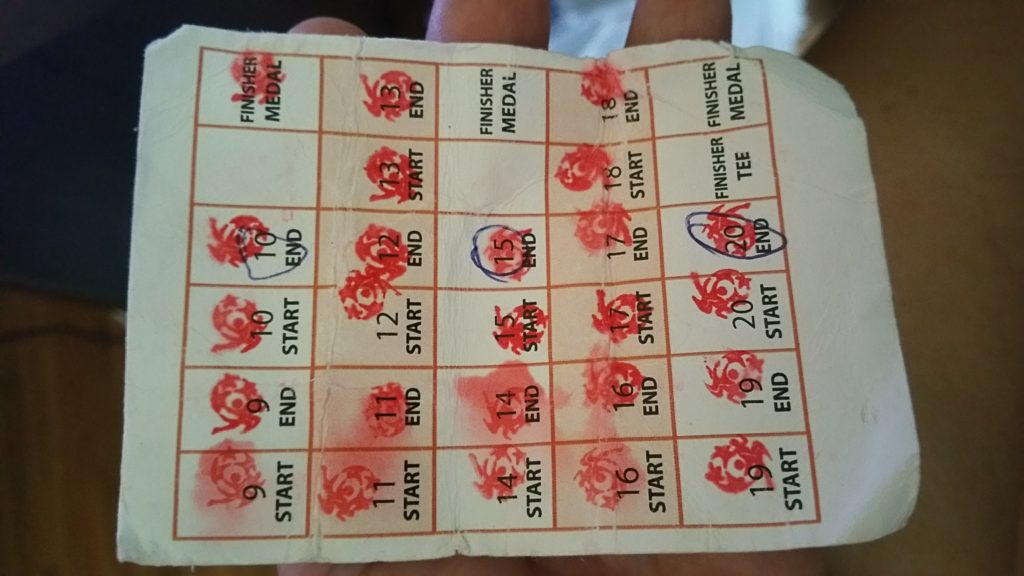 9
START
9
END
10
START
10
END
FINISHER
MEDAL
11
START
11
END
12
START
12
END
13
START
13
END
14
START
14
END
15
START
15
END
FINISHER
MEDAL
16
START
16
END
17
START
17
END
18
START
18
END
19
START
19
END
20
START
20
END
FINISHER
TEE
FINISHER
MEDAL